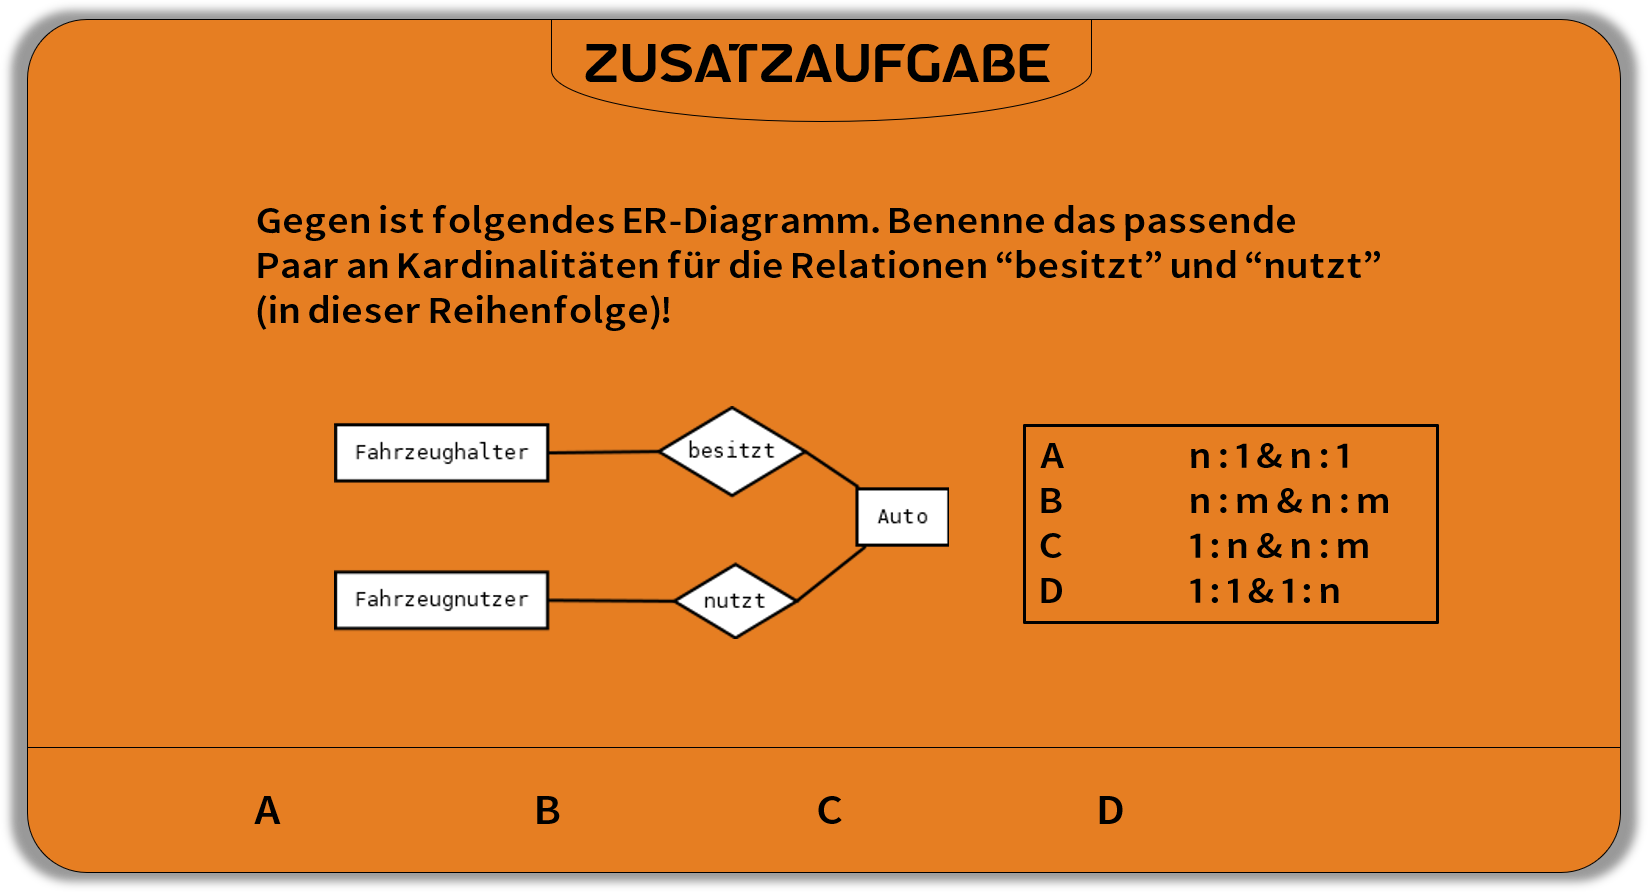 ZUSATZAUFGABE
Gegen ist folgendes ER-Diagramm. Benenne das passende
Paar an Kardinalitäten für die Relationen “besitzt” und “nutzt”
(in dieser Reihenfolge)!
Fahrzeughalter
besitzt
Auto
Fahrzeugnutzer
nutzt
A n : 1 & n : 1
B n : m & n : m
C 1 : n & n : m
D 1 : 1 & 1 : n
A B C D